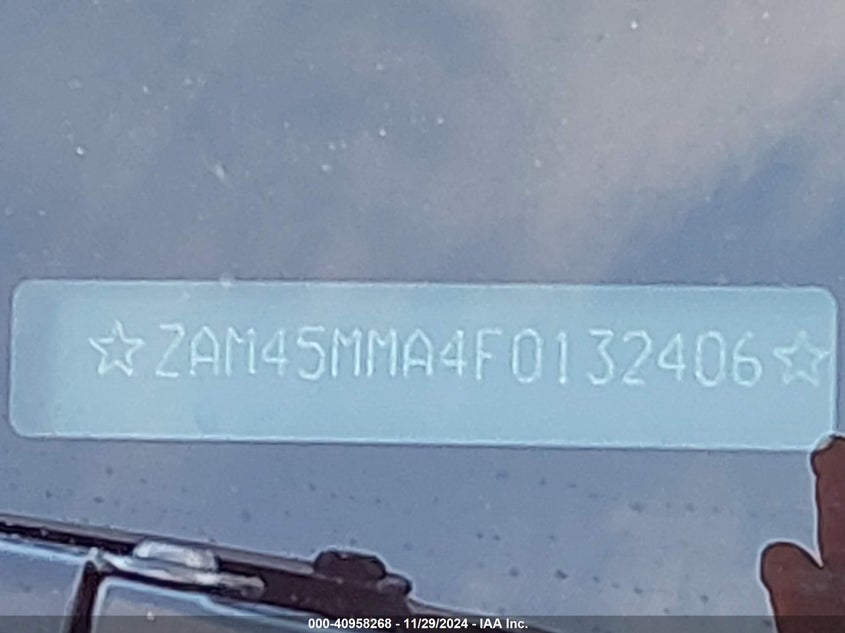 ☆ZAM45MMA4F0132406☆
000-40958268 - 11/29/2024 - IAA Inc.